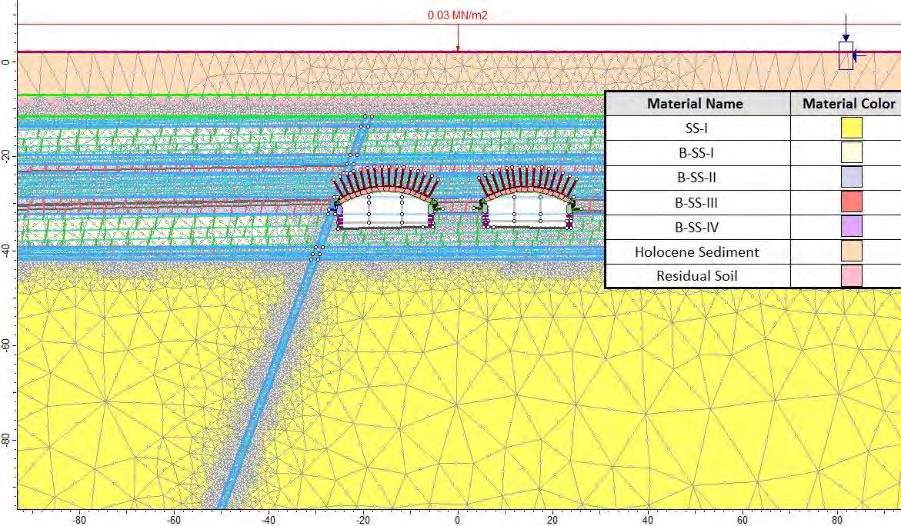 0.03 MN/m2
0
-20
-40
-60
-80
Material Name Material Color
SS-I
B-SS-I
B-SS-II
B-SS-III
B-SS-IV
Holocene Sediment
Residual Soil
-80 -60 -40 -20 0 20 40 60 80